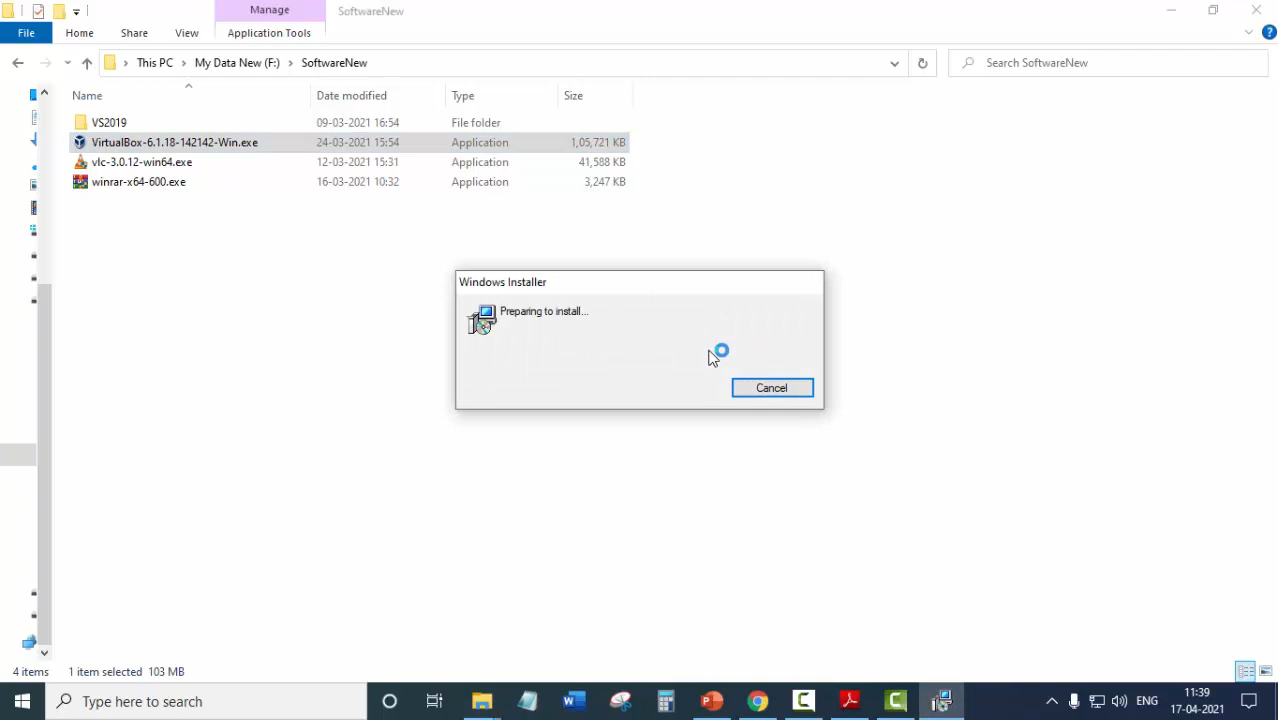 Manage
SoftwareNew
File
Home
Share
View
Application Tools
This PC
My Data New (F:)
SoftwareNew
Search SoftwareNew
Name
Date modified
Type
Size
VS2019
09-03-2021 16:54
File folder
VirtualBox-6.1.18-142142-Win.exe
24-03-2021 15:54
Application
1,05,721 KB
vlc-3.0.12-win64.exe
12-03-2021 15:31
Application
41,588 KB
winrar-x64-600.exe
16-03-2021 10:32
Application
3,247 KB
Windows Installer
Preparing to install...
Cancel
4 items
1 item selected 103 MB
Type here to search
ENG
11:39
17-04-2021